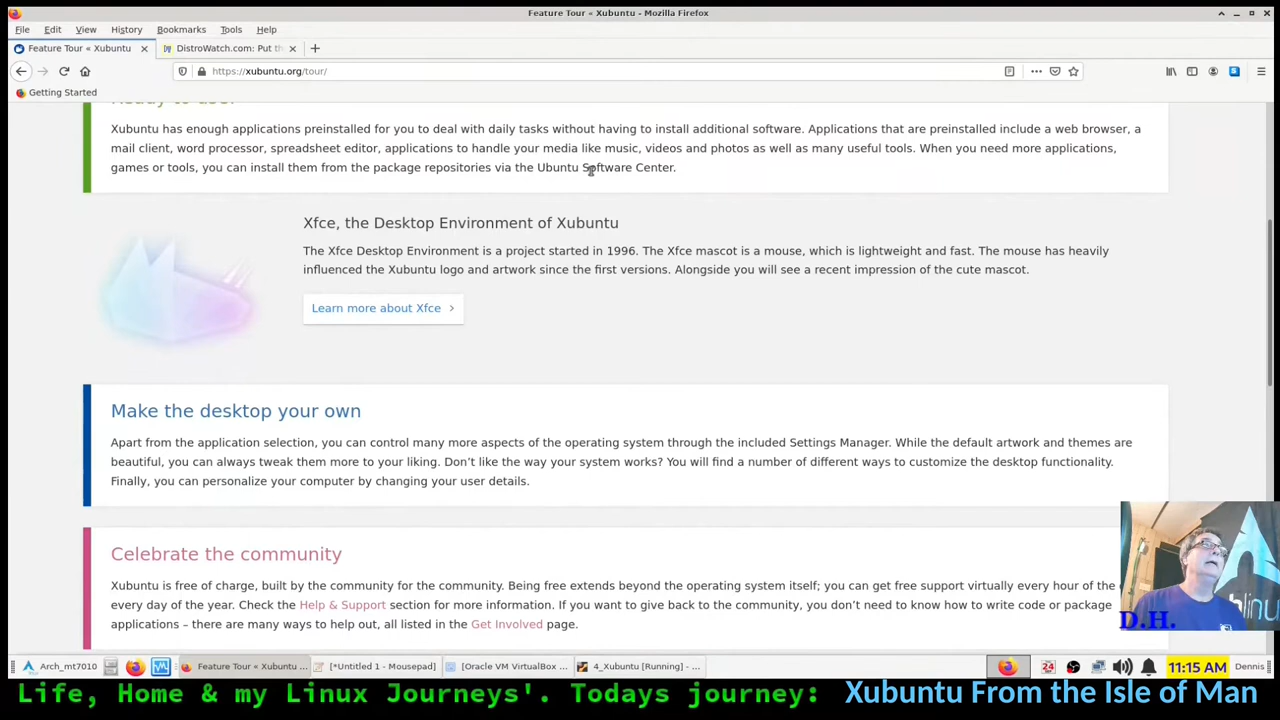 Feature Tour « Xubuntu - Mozilla Firefox
File Edit View History Bookmarks Tools Help
Feature Tour « Xubuntu
DistroWatch.com: Put th
https://xubuntu.org/tour/
Getting Started
Ready to use!
Xubuntu has enough applications preinstalled for you to deal with daily tasks without having to install additional software. Applications that are preinstalled include a web browser, a
mail client, word processor, spreadsheet editor, applications to handle your media like music, videos and photos as well as many useful tools. When you need more applications,
games or tools, you can install them from the package repositories via the Ubuntu Software Center.
Xfce, the Desktop Environment of Xubuntu
The Xfce Desktop Environment is a project started in 1996. The Xfce mascot is a mouse, which is lightweight and fast. The mouse has heavily
influenced the Xubuntu logo and artwork since the first versions. Alongside you will see a recent impression of the cute mascot.
Learn more about Xfce
Make the desktop your own
Apart from the application selection, you can control many more aspects of the operating system through the included Settings Manager. While the default artwork and themes are
beautiful, you can always tweak them more to your liking. Don't like the way your system works? You will find a number of different ways to customize the desktop functionality.
Finally, you can personalize your computer by changing your user details.
Celebrate the community
Xubuntu is free of charge, built by the community for the community. Being free extends beyond the operating system itself; you can get free support virtually every hour of the
every day of the year. Check the Help & Support section for more information. If you want to give back to the community, you don't need to know how to write code or package
applications – there are many ways to help out, all listed in the Get Involved page.
D.H.
Arch_mt7010 Feature Tour « Xubuntu ... [*Untitled 1 - Mousepad] [Oracle VM VirtualBox ... 4_Xubuntu [Running] - ... 24 11:15 AM Dennis
Life, Home & my Linux Journeys'. Todays journey: Xubuntu From the Isle of Man